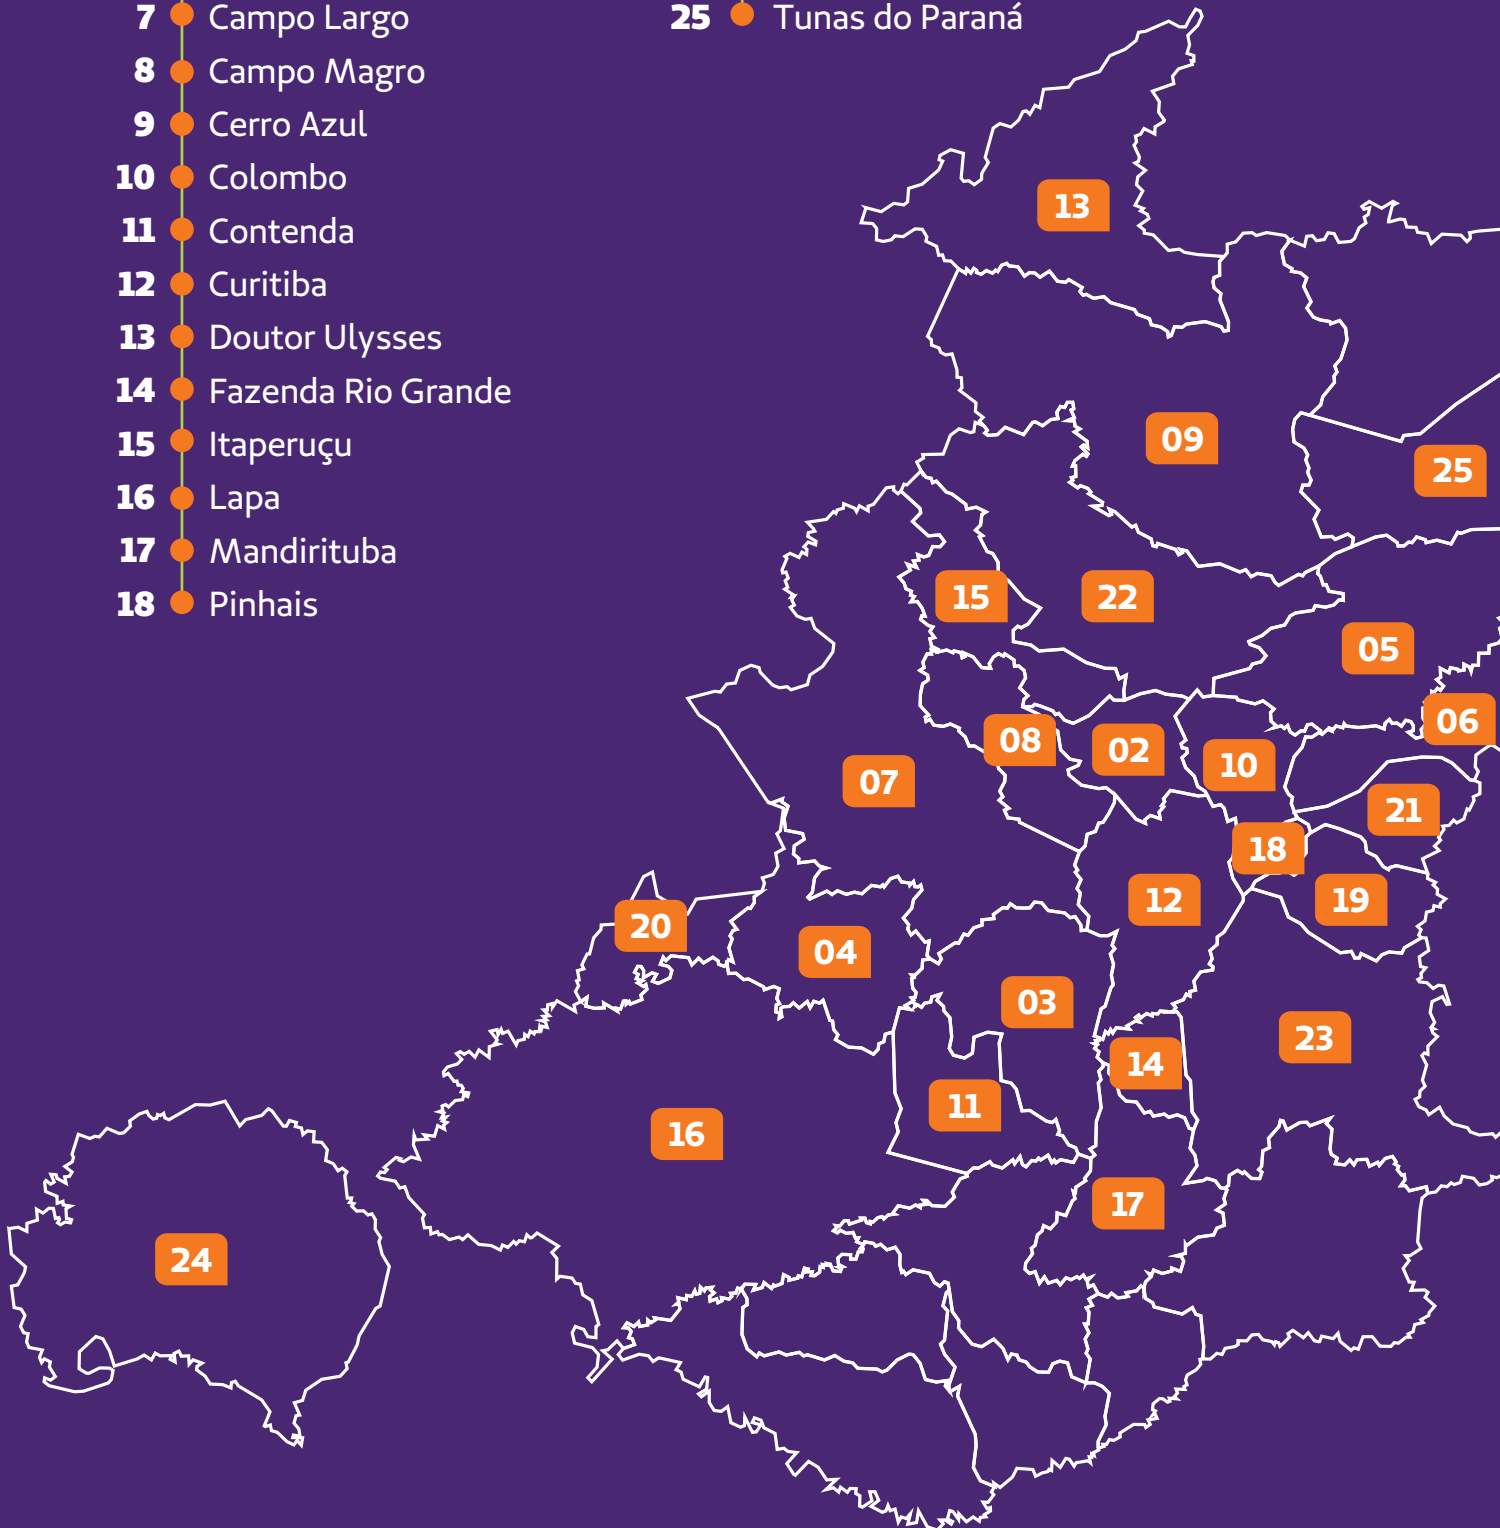 7 Campo Largo
8 Campo Magro
9 Cerro Azul
10 Colombo
11 Contenda
12 Curitiba
13 Doutor Ulysses
14 Fazenda Rio Grande
15 Itaperuçu
16 Lapa
17 Mandirituba
18 Pinhais
25 Tunas do Paraná
13
09
25
15
22
05
06
08
02
10
07
21
18
12
19
20
04
03
23
14
11
16
17
24